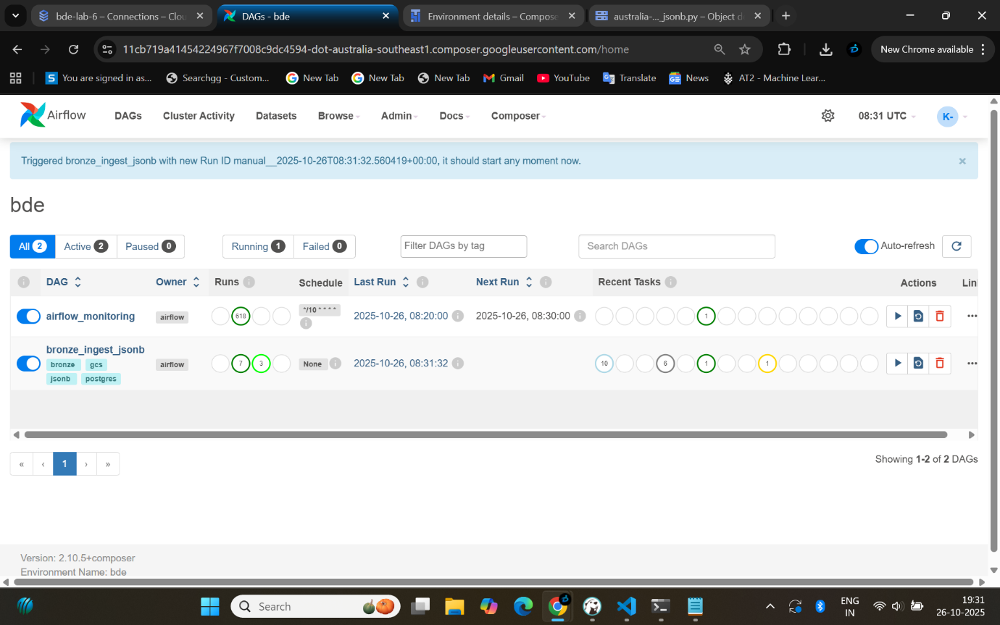 bde-lab-6 – Connections – Clou
DAGs - bde
Environment details – Compose
australia-..._jsonb.py – Object d
11cb719a41454224967f7008c9dc4594-dot-australia-southeast1.composer.googleusercontent.com/home
New Chrome available
You are signed in as...
Searchgg - Custom...
New Tab
New Tab
New Tab
Gmail
YouTube
Translate
News
AT2 - Machine Lear...
Airflow
DAGs
Cluster Activity
Datasets
Browse
Admin
Docs
Composer
08:31 UTC
K-
Triggered bronze_ingest_jsonb with new Run ID manual__2025-10-26T08:31:32.560419+00:00, it should start any moment now.
×
bde
All 2
Active 2
Paused 0
Running 1
Failed 0
Filter DAGs by tag
Search DAGs
Auto-refresh
DAG
Owner
Runs
Schedule
Last Run
Next Run
Recent Tasks
Actions
Lin
airflow_monitoring
airflow
618
*/10 * * * *
2025-10-26, 08:20:00
2025-10-26, 08:30:00
1
bronze_ingest_jsonb
bronze
gcs
jsonb
postgres
airflow
7
3
None
2025-10-26, 08:31:32
10
6
1
1
« ‹ 1 › »
Showing 1-2 of 2 DAGs
Version: 2.10.5+composer
Environment Name: bde
Search
ENG
IN
19:31
26-10-2025